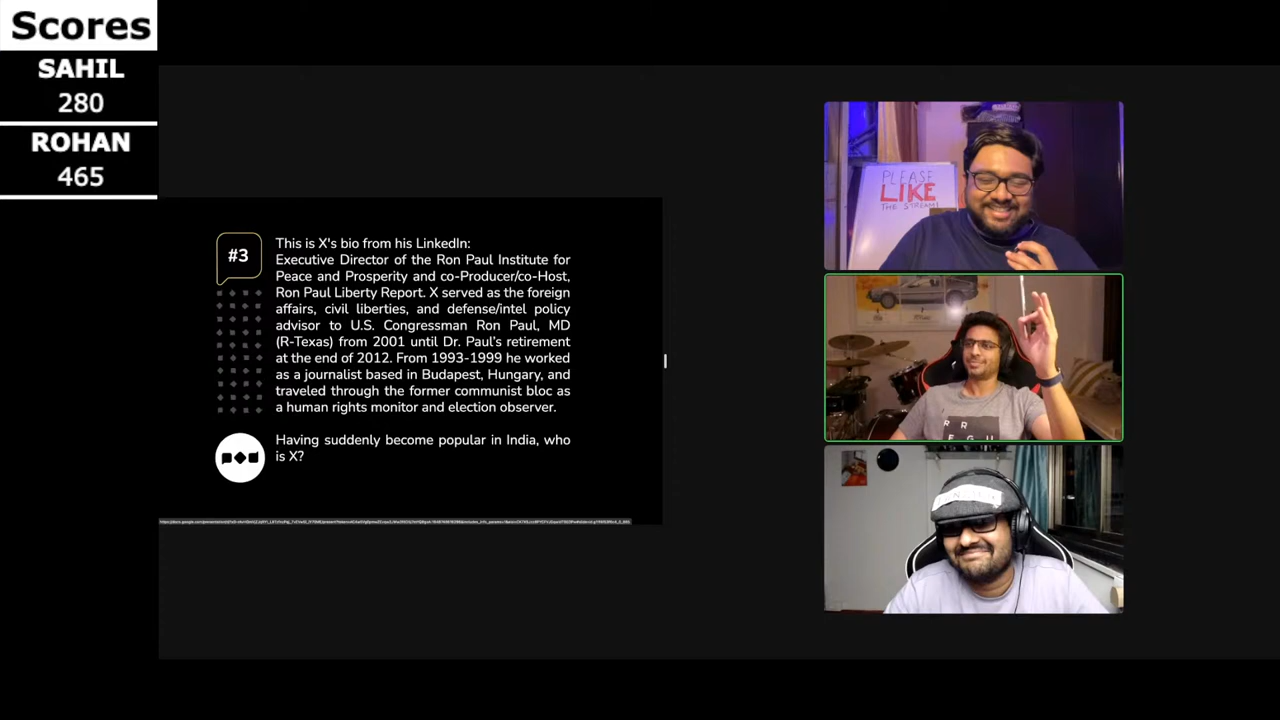 Scores
SAHIL
280
ROHAN
465
#3
This is X's bio from his LinkedIn:
Executive Director of the Ron Paul Institute for
Peace and Prosperity and co-Producer/co-Host,
Ron Paul Liberty Report. X served as the foreign
affairs, civil liberties, and defense/intel policy
advisor to U.S. Congressman Ron Paul, MD
(R-Texas) from 2001 until Dr. Paul's retirement
at the end of 2012. From 1993-1999 he worked
as a journalist based in Budapest, Hungary, and
traveled through the former communist bloc as
a human rights monitor and election observer.
Having suddenly become popular in India, who
is X?
PLEASE
LIKE
THE STREAM!